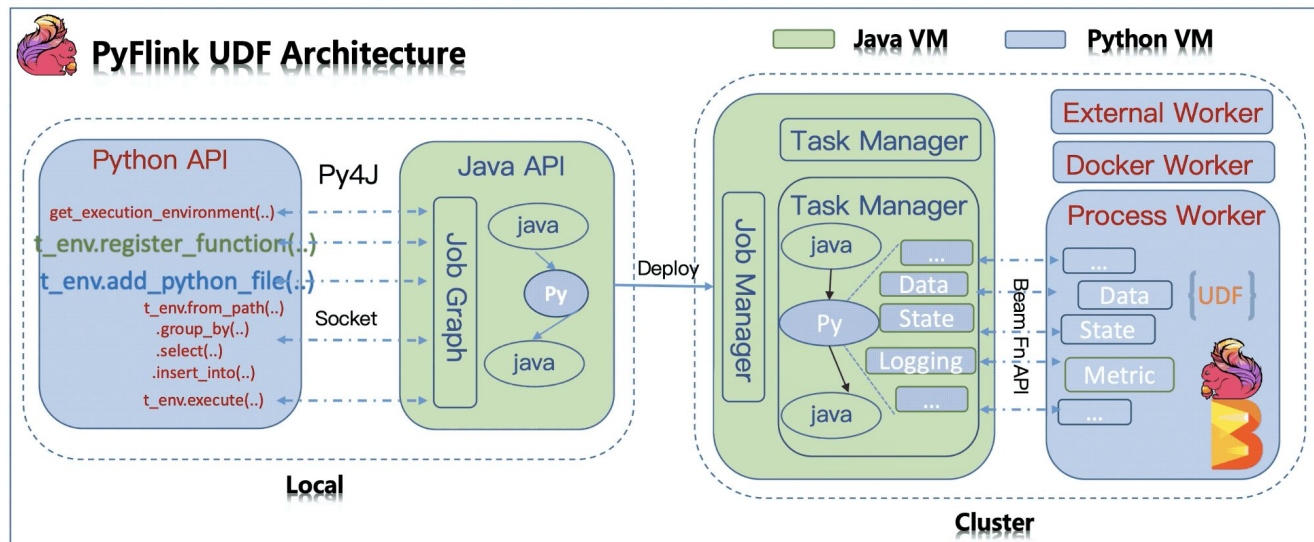 PyFlink UDF Architecture
Java VM
Python VM
Python API
get_execution_environment(..)
t_env.register_function(..)
t_env.add_python_file(..)
t_env.from_path(..)
.group_by(..)
.select(..)
.insert_into(..)
t_env.execute(..)
Py4J
Socket
Java API
Job Graph
java
Py
java
Local
Deploy
Job Manager
Task Manager
Task Manager
java
Py
java
...
Data
State
Logging
...
Beam Fn API
External Worker
Docker Worker
Process Worker
...
Data
{UDF}
State
Metric
...
Cluster